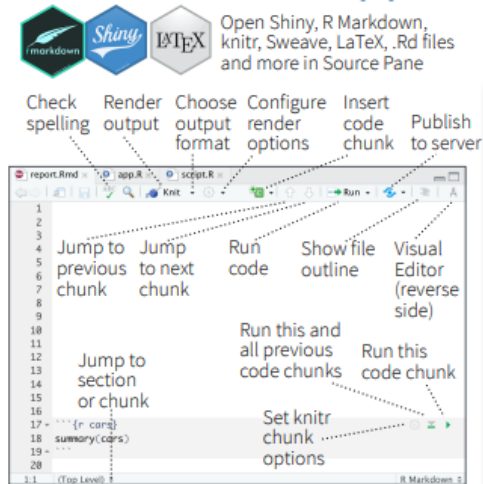 rmarkdown
Shiny
LATEX
Open Shiny, R Markdown,
knitr, Sweave, LaTeX, .Rd files
and more in Source Pane
Check
spelling
Render
output
Choose
output
format
Configure
render
options
Insert
code
chunk
Publish
to server
report.Rmd
app.R
script.R
Knit
Run
A
1
2
3
4
5
6
7
8
9
10
11
12
13
14
15
16
Jump to
previous
chunk
Jump
to next
chunk
Run
code
Show file
outline
Visual
Editor
(reverse
side)
Run this and
all previous
code chunks
Run this
code chunk
Jump to
section
or chunk
Set knitr
chunk
options
17 ```{r cars}
18 summary(cars)
19 ```
20
1:1 (Top Level) R Markdown